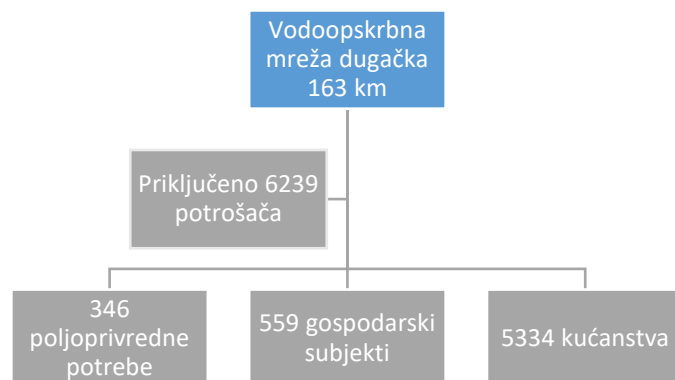 Vodoopskrbna
mreža dugačka
163 km
Priključeno 6239
potrošača
346
poljoprivredne
potrebe
559 gospodarski
subjekti
5334 kućanstva